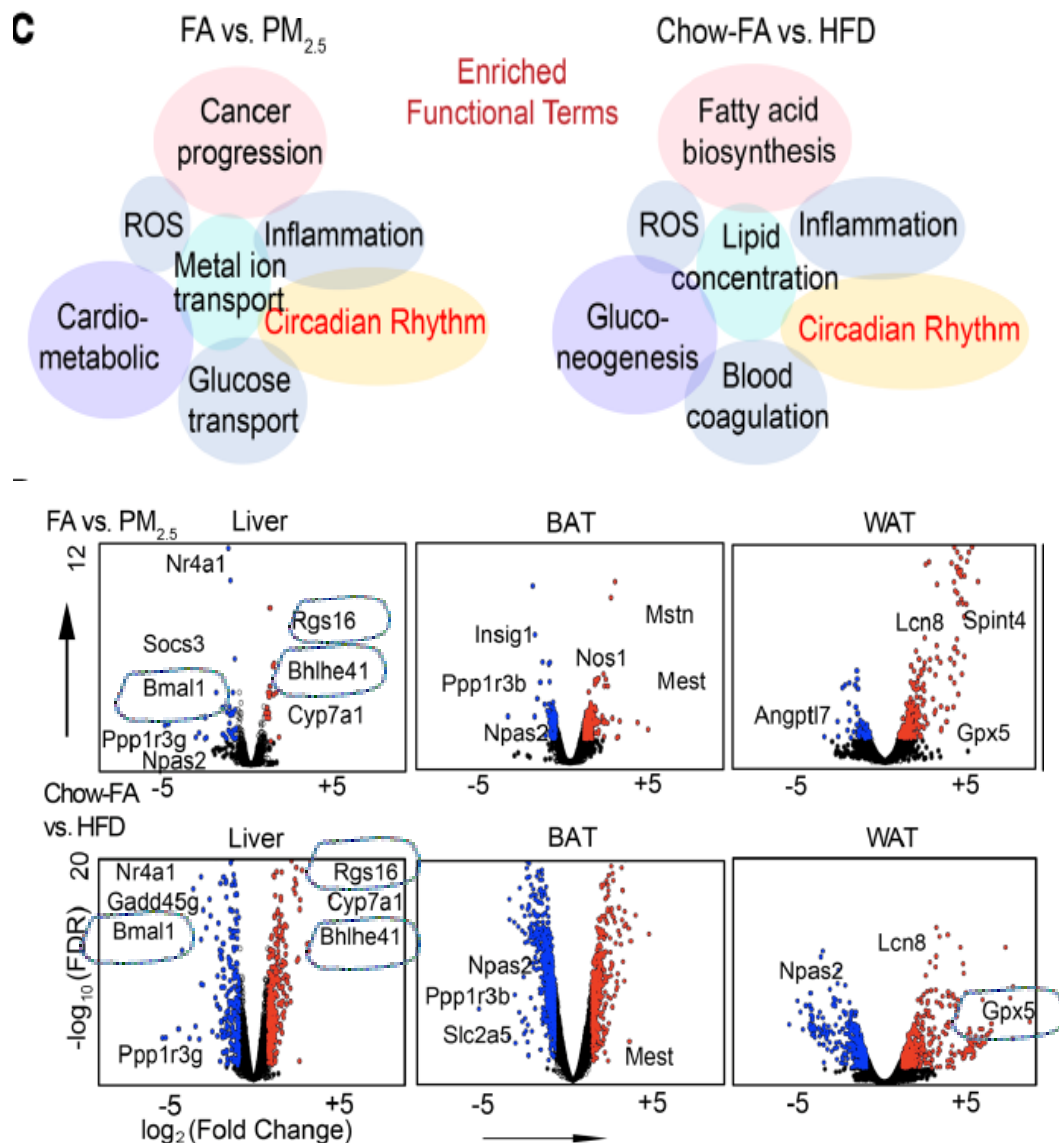 C
FA vs. PM2.5
Chow-FA vs. HFD
Enriched
Functional Terms
Cancer
progression
ROS
Inflammation
Metal ion
transport
Cardio-
metabolic
Circadian Rhythm
Glucose
transport
Fatty acid
biosynthesis
ROS
Inflammation
Lipid
concentration
Gluco-
neogenesis
Circadian Rhythm
Blood
coagulation
FA vs. PM2.5
Liver
BAT
WAT
12
Nr4a1
Rgs16
Socs3
Bhlhe41
Bmal1
Cyp7a1
Ppp1r3g
Npas2
-5
+5
Mstn
Insig1
Nos1
Ppp1r3b
Mest
Npas2
-5
+5
Lcn8
Spint4
Angptl7
Gpx5
-5
+5
Chow-FA
vs. HFD
Liver
BAT
WAT
20
-log10(FDR)
Nr4a1
Rgs16
Gadd45g
Cyp7a1
Bmal1
Bhlhe41
Ppp1r3g
-5
+5
Npas2
Ppp1r3b
Slc2a5
Mest
-5
+5
Lcn8
Npas2
Gpx5
-5
+5
log2(Fold Change)